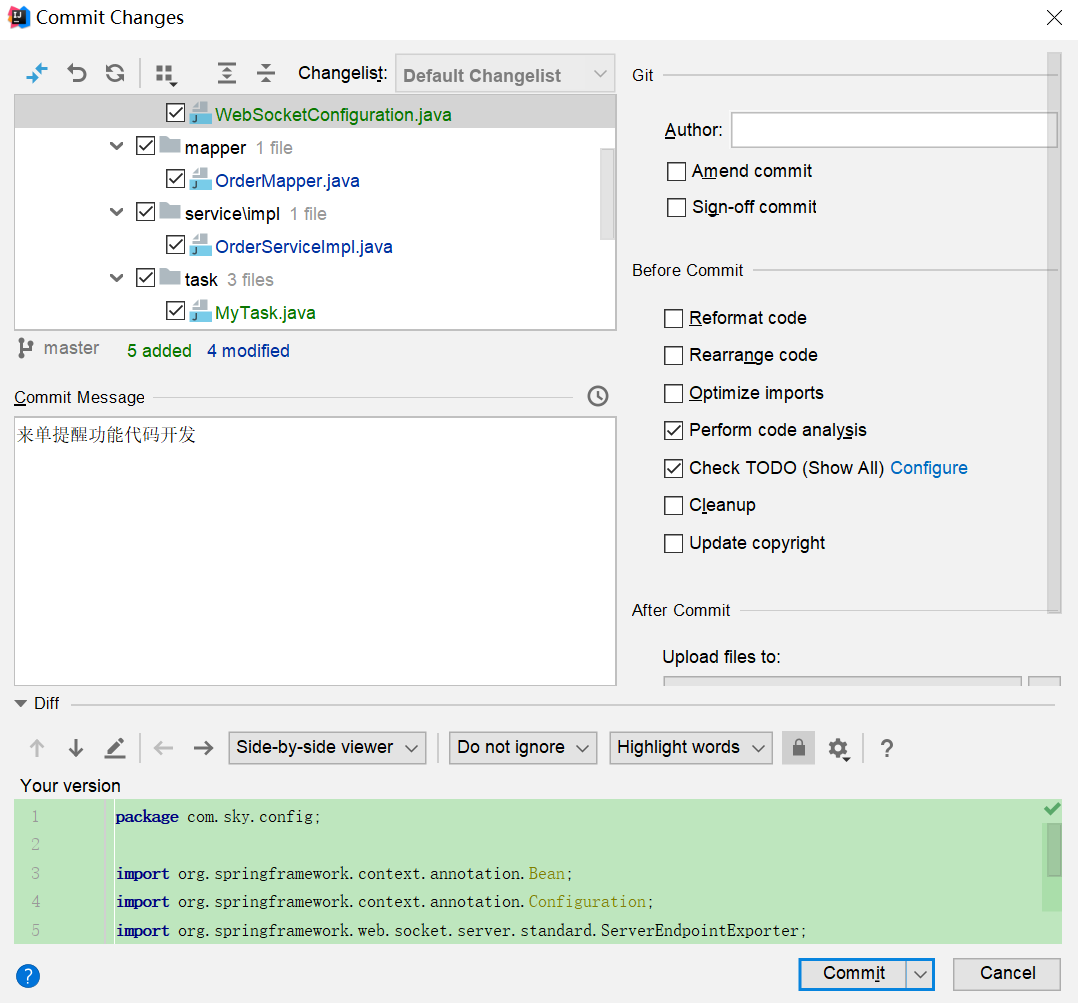 Commit Changes
Changelist: Default Changelist
WebSocketConfiguration.java
mapper 1 file
OrderMapper.java
service\impl 1 file
OrderServiceImpl.java
task 3 files
MyTask.java
master 5 added 4 modified
Commit Message
来单提醒功能代码开发
Git
Author:
Amend commit
Sign-off commit
Before Commit
Reformat code
Rearrange code
Optimize imports
Perform code analysis
Check TODO (Show All) Configure
Cleanup
Update copyright
After Commit
Upload files to:
Diff
Side-by-side viewer Do not ignore Highlight words ?
Your version
1 package com.sky.config;
2
3 import org.springframework.context.annotation.Bean;
4 import org.springframework.context.annotation.Configuration;
5 import org.springframework.web.socket.server.standard.ServerEndpointExporter;
? Commit Cancel